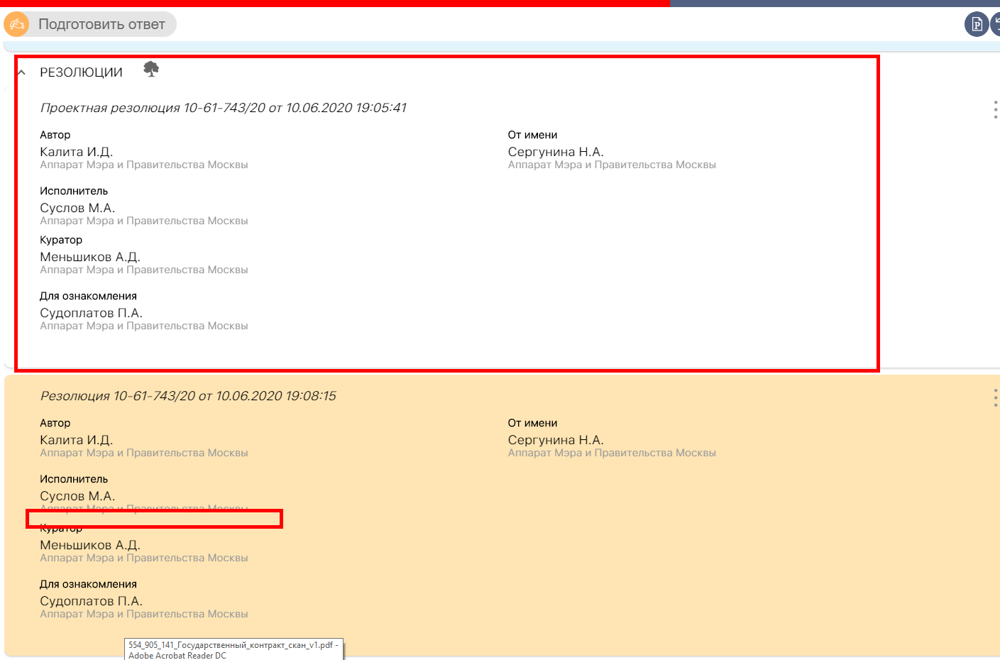 Подготовить ответ
РЕЗОЛЮЦИИ
Проектная резолюция 10-61-743/20 от 10.06.2020 19:05:41
Автор
От имени
Калита И.Д.
Сергунина Н.А.
Аппарат Мэра и Правительства Москвы
Аппарат Мэра и Правительства Москвы
Исполнитель
Суслов М.А.
Аппарат Мэра и Правительства Москвы
Куратор
Меньшиков А.Д.
Аппарат Мэра и Правительства Москвы
Для ознакомления
Судоплатов П.А.
Аппарат Мэра и Правительства Москвы
Резолюция 10-61-743/20 от 10.06.2020 19:08:15
Автор
От имени
Калита И.Д.
Сергунина Н.А.
Аппарат Мэра и Правительства Москвы
Аппарат Мэра и Правительства Москвы
Исполнитель
Суслов М.А.
Аппарат Мэра и Правительства Москвы
Куратор
Меньшиков А.Д.
Аппарат Мэра и Правительства Москвы
Для ознакомления
Судоплатов П.А.
Аппарат Мэра и Правительства Москвы
554_905_141_Государственный_контракт_скан_v1.pdf -
Adobe Acrobat Reader DC